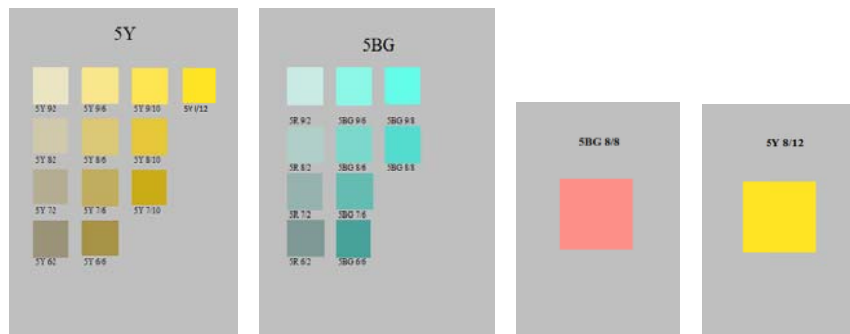 5Y
5Y 9/2 5Y 9/6 5Y 9/10 5Y l/12
5Y 8/2 5Y 8/6 5Y 8/10
5Y 7/2 5Y 7/6 5Y 7/10
5Y 6/2 5Y 6/6
5BG
5R 9/2 5BG 9/6 5BG 9/8
5R 8/2 5BG 8/6 5BG 8/8
5R 7/2 5BG 7/6
5R 6/2 5BG 6/6
5BG 8/8
5Y 8/12